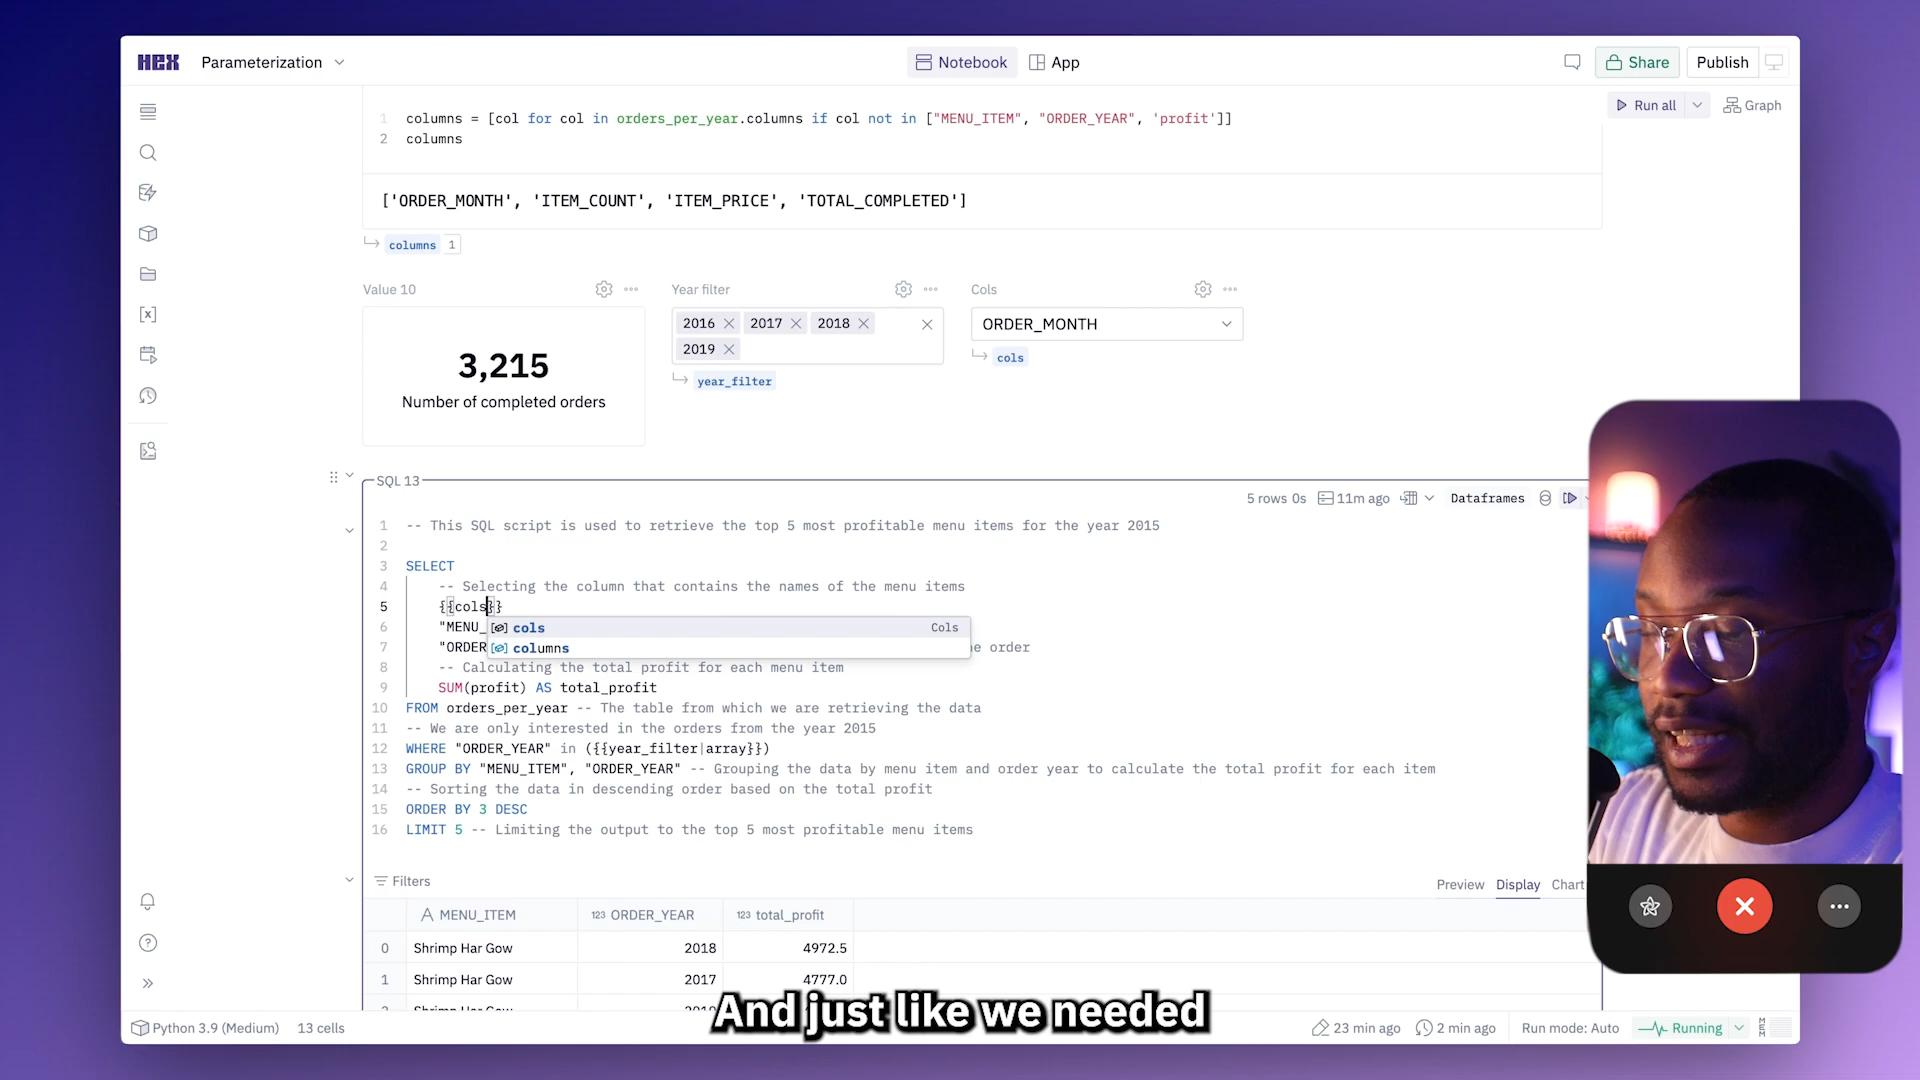 HEX Parameterization
Notebook App
Share Publish
Run all Graph
1 columns = [col for col in orders_per_year.columns if col not in ["MENU_ITEM", "ORDER_YEAR", 'profit']]
2 columns
['ORDER_MONTH', 'ITEM_COUNT', 'ITEM_PRICE', 'TOTAL_COMPLETED']
columns 1
Value 10
3,215
Number of completed orders
Year filter
2016 2017 2018
2019
year_filter
Cols
ORDER_MONTH
cols
SQL 13
5 rows 0s 11m ago Dataframes
1 -- This SQL script is used to retrieve the top 5 most profitable menu items for the year 2015
2
3 SELECT
4 -- Selecting the column that contains the names of the menu items
5 {{cols}}
6 "MENU_
7 "ORDER e order
cols Cols
columns
8 -- Calculating the total profit for each menu item
9 SUM(profit) AS total_profit
10 FROM orders_per_year -- The table from which we are retrieving the data
11 -- We are only interested in the orders from the year 2015
12 WHERE "ORDER_YEAR" in ({{year_filter|array}})
13 GROUP BY "MENU_ITEM", "ORDER_YEAR" -- Grouping the data by menu item and order year to calculate the total profit for each item
14 -- Sorting the data in descending order based on the total profit
15 ORDER BY 3 DESC
16 LIMIT 5 -- Limiting the output to the top 5 most profitable menu items
Filters
Preview Display Chart
MENU_ITEM 123 ORDER_YEAR 123 total_profit
0 Shrimp Har Gow 2018 4972.5
1 Shrimp Har Gow 2017 4777.0
And just like we needed
Python 3.9 (Medium) 13 cells
23 min ago 2 min ago Run mode: Auto Running